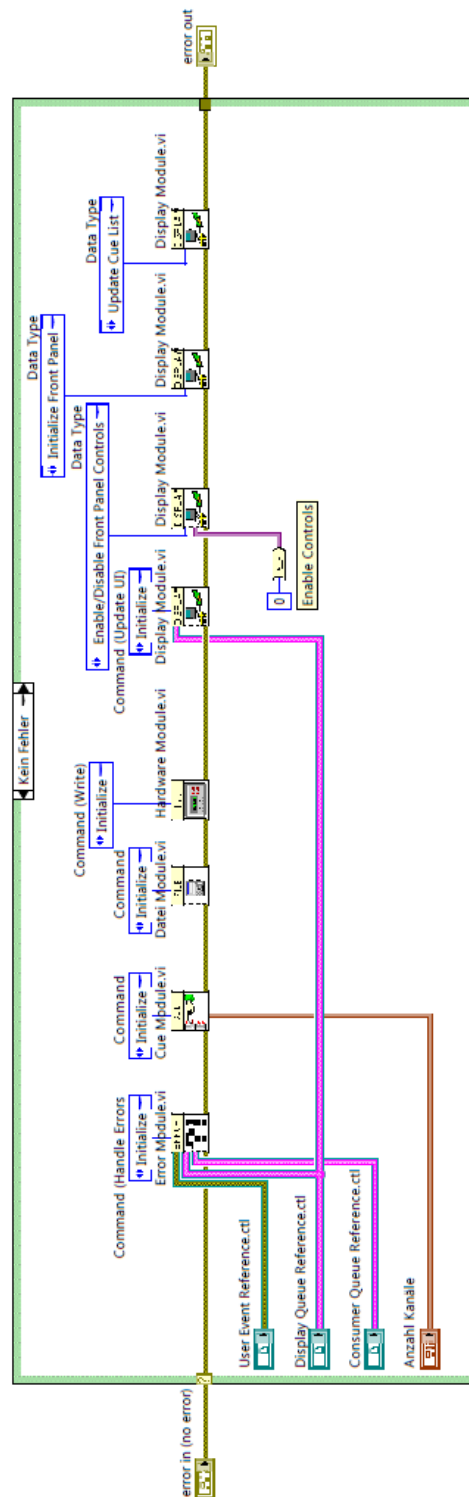 Kein Fehler
error in (no error)
error out
Command (Handle Errors
Initialize
Error Module.vi
Command
Initialize
Cue Module.vi
Command
Initialize
Datei Module.vi
Command (Write)
Initialize
Hardware Module.vi
Command (Update UI)
Initialize
Display Module.vi
Data Type
Enable/Disable Front Panel Controls
Display Module.vi
Data Type
Initialize Front Panel
Display Module.vi
Data Type
Update Cue List
Display Module.vi
User Event Reference.ctl
Display Queue Reference.ctl
Consumer Queue Reference.ctl
Anzahl Kanäle
0
Enable Controls